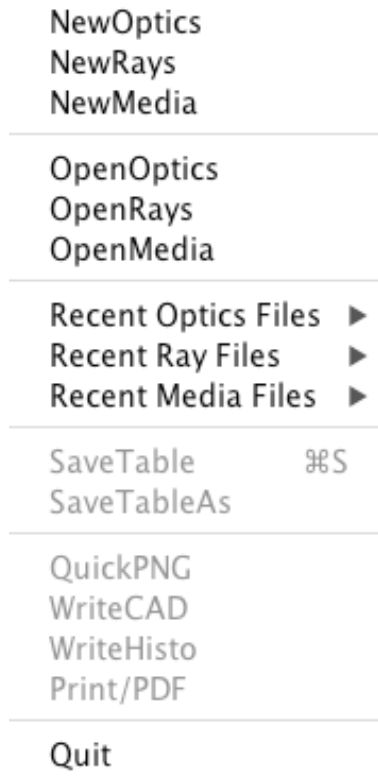 NewOptics
NewRays
NewMedia
OpenOptics
OpenRays
OpenMedia
Recent Optics Files ▶
Recent Ray Files ▶
Recent Media Files ▶
SaveTable ⌘S
SaveTableAs
QuickPNG
WriteCAD
WriteHisto
Print/PDF
Quit